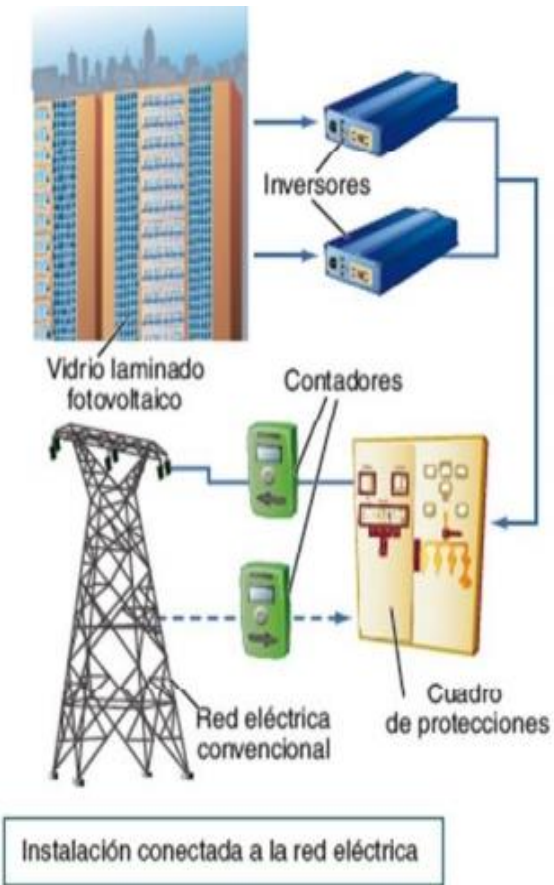 Inversores
Vidrio laminado
fotovoltaico
Contadores
Cuadro
de protecciones
Red eléctrica
convencional
Instalación conectada a la red eléctrica